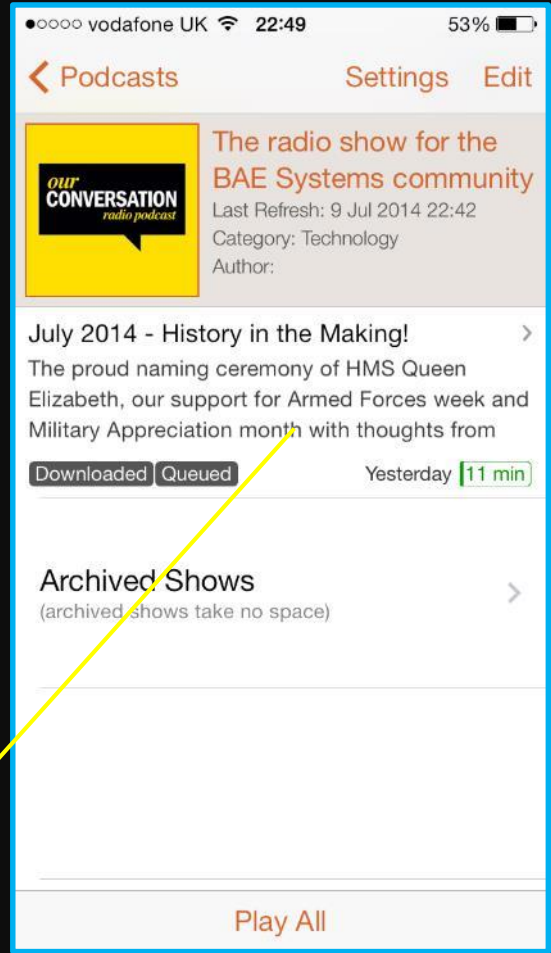 vodafone UK 22:49 53%
Podcasts Settings Edit
our
CONVERSATION
radio podcast
The radio show for the
BAE Systems community
Last Refresh: 9 Jul 2014 22:42
Category: Technology
Author:
July 2014 - History in the Making!
The proud naming ceremony of HMS Queen
Elizabeth, our support for Armed Forces week and
Military Appreciation month with thoughts from
Downloaded Queued Yesterday 11 min
Archived Shows
(archived shows take no space)
Play All